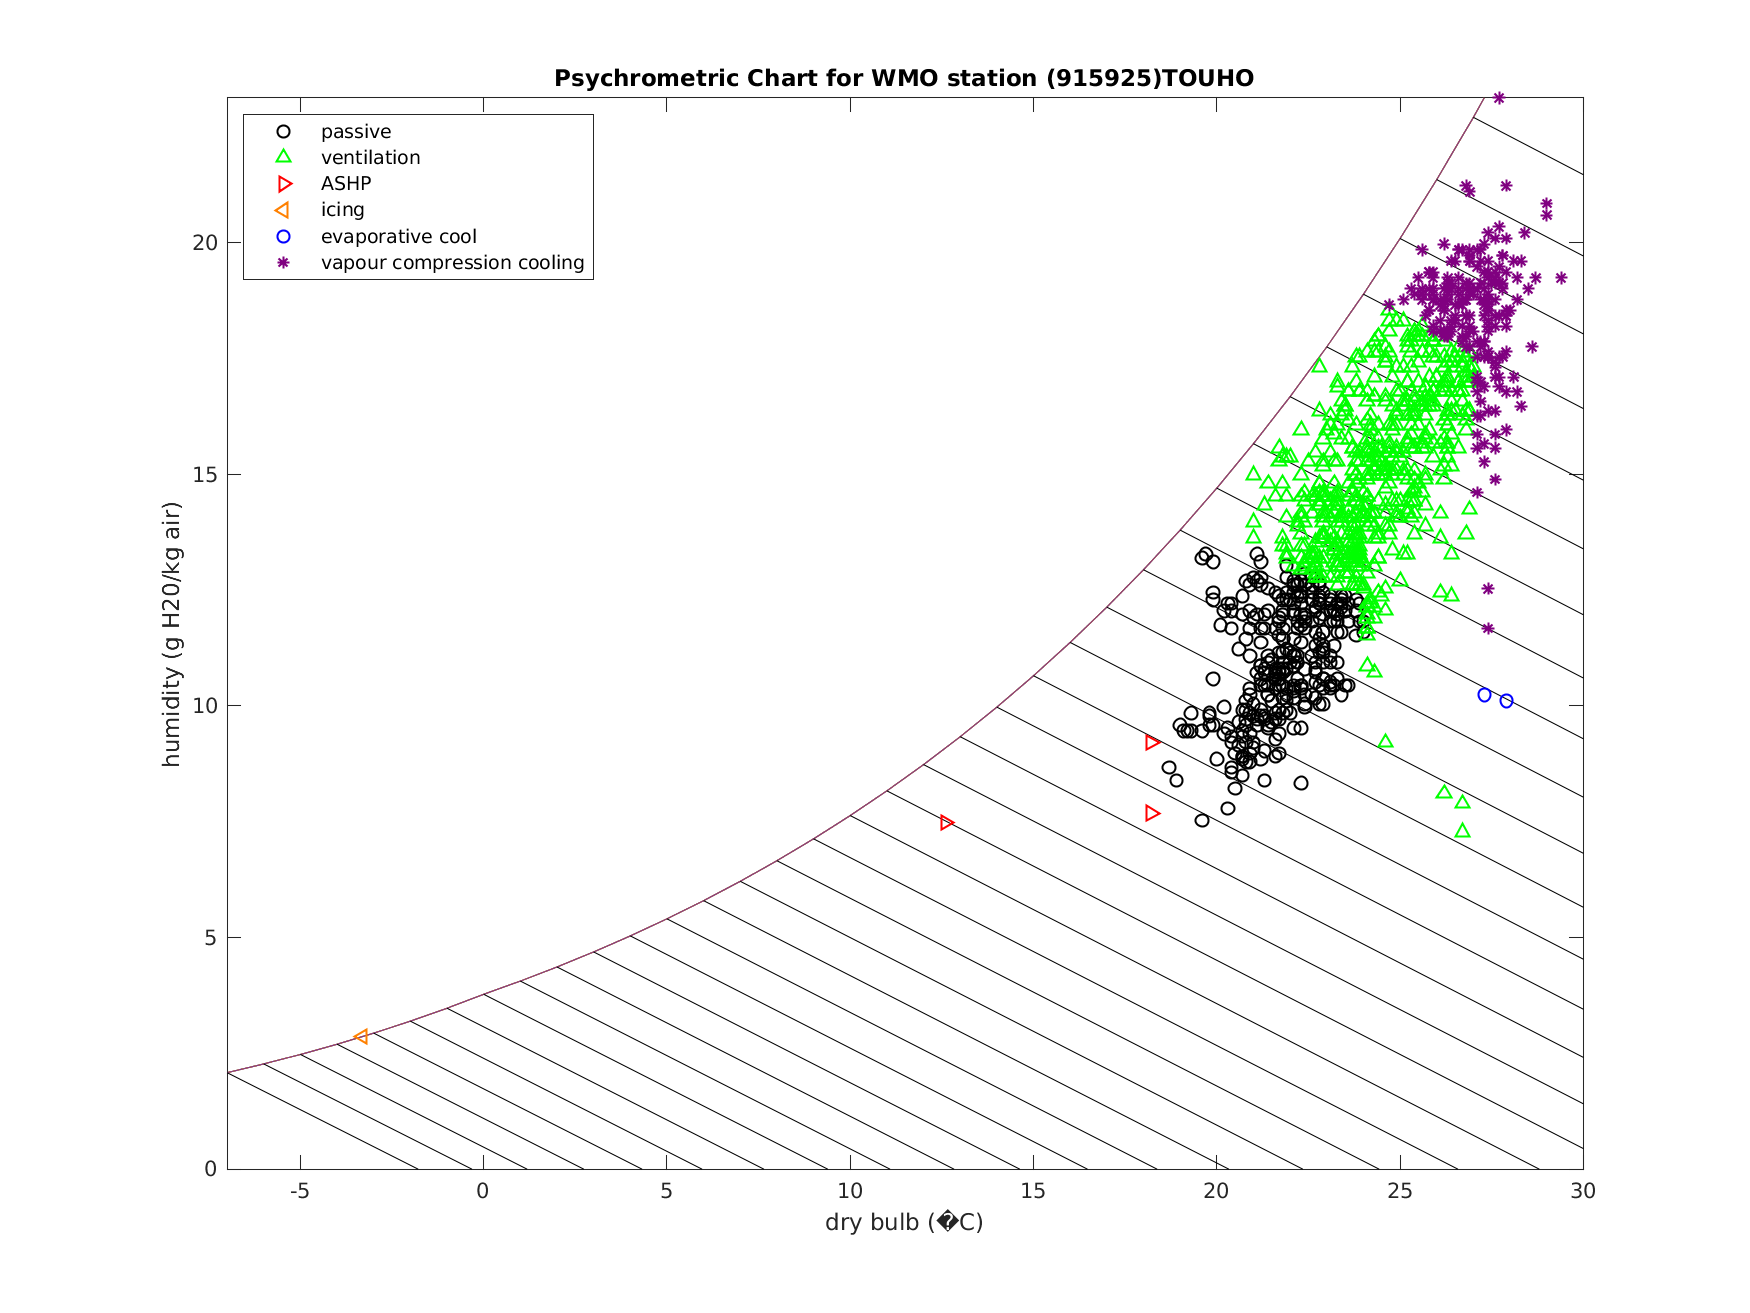 Psychrometric Chart for WMO station (915925)TOUHO
passive
ventilation
ASHP
icing
evaporative cool
vapour compression cooling
20
15
10
5
0
humidity (g H20/kg air)
-5 0 5 10 15 20 25 30
dry bulb (�C)